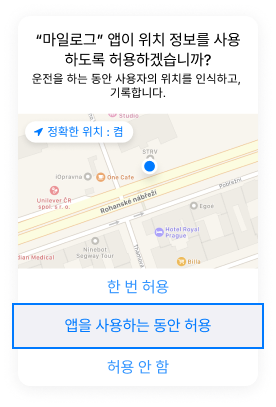 “마일로그” 앱이 위치 정보를 사용
하도록 허용하겠습니까?
운전을 하는 동안 사용자의 위치를 인식하고,
기록합니다.
Studio
정확한 위치 : 켬
STRV
iOpravna
One Cafe
Unilever ČR
spol. s r.o.
Pobřežní
Rohanské nábřeží
Egoe
Hotel Royal
Prague
Ninebot
Segway Tour
Thámova
dian Medical
Billa
한 번 허용
앱을 사용하는 동안 허용
허용 안 함